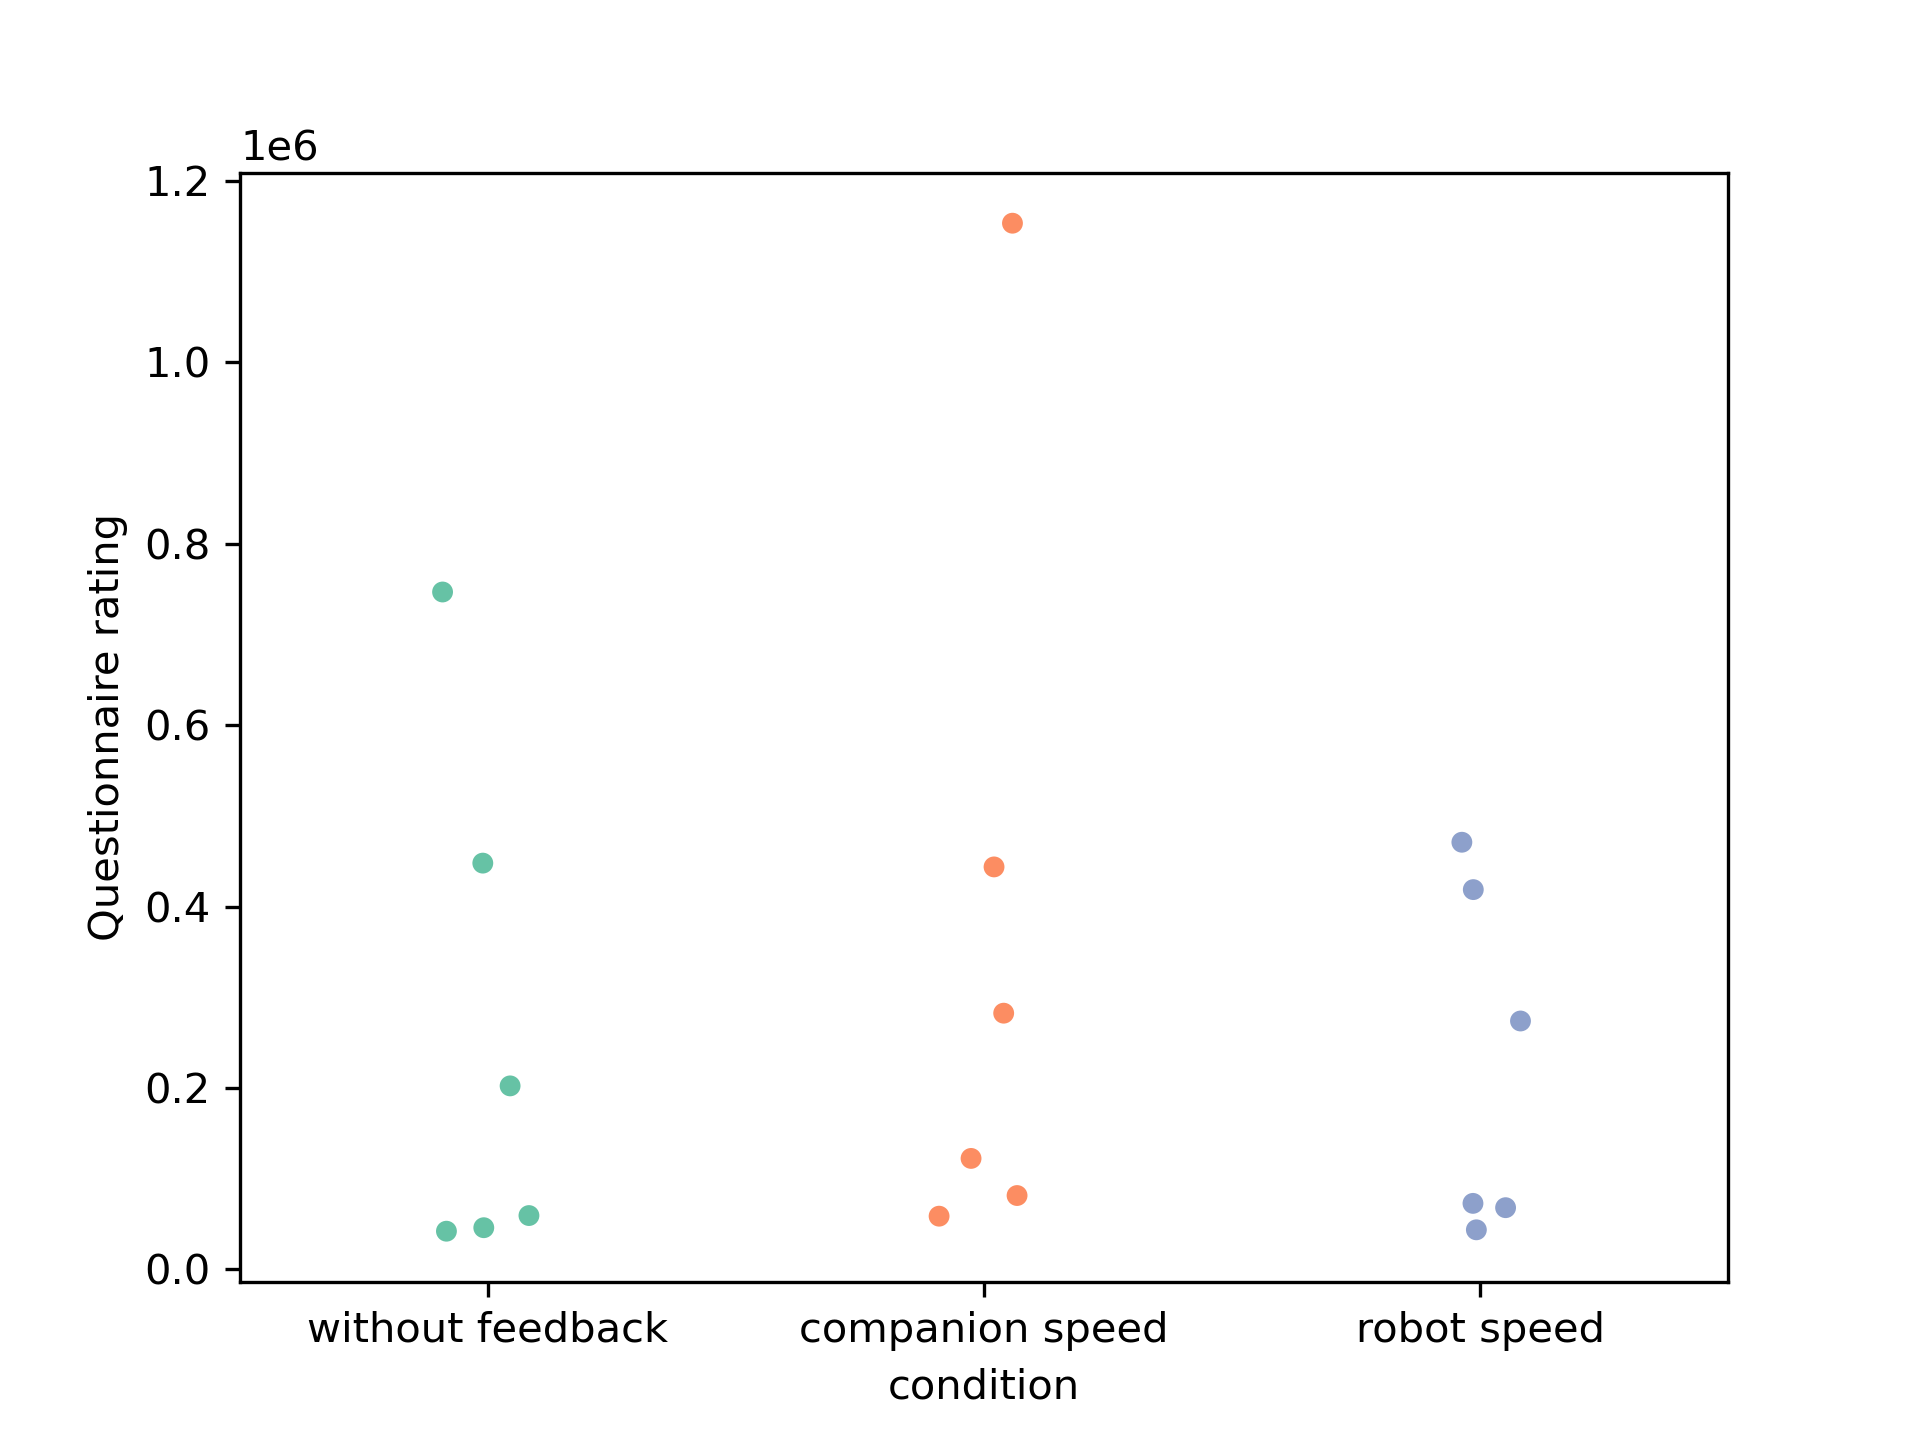 1e6
1.2
1.0
0.8
0.6
0.4
0.2
0.0
Questionnaire rating
without feedback
companion speed
robot speed
condition